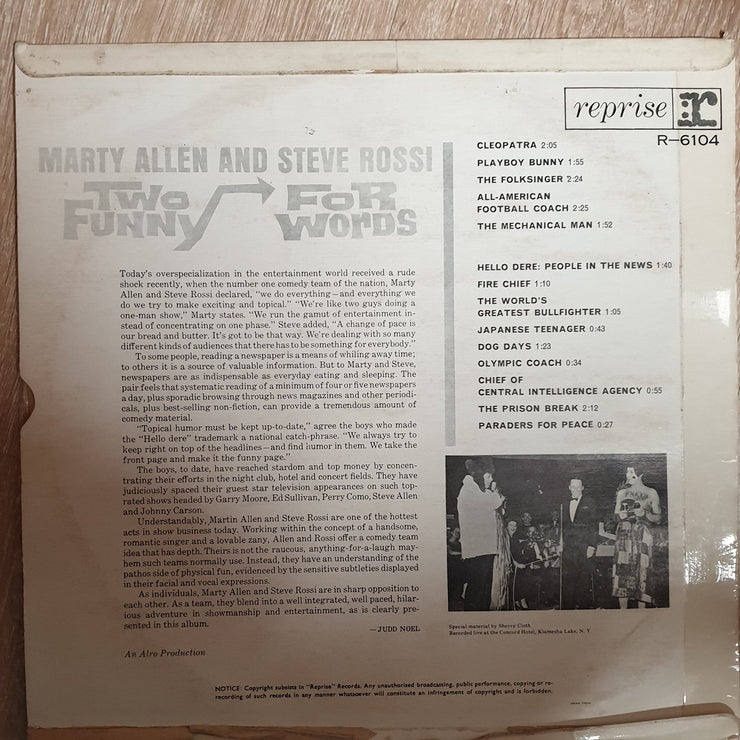 reprise r
R-6104
MARTY ALLEN AND STEVE ROSSI
TWO FOR
FUNNY WORDS
CLEOPATRA 2:05
PLAYBOY BUNNY 1:55
THE FOLKSINGER 2:24
ALL-AMERICAN
FOOTBALL COACH 2:25
THE MECHANICAL MAN 1:52
HELLO DERE: PEOPLE IN THE NEWS 1:40
FIRE CHIEF 1:10
THE WORLD'S
GREATEST BULLFIGHTER 1:05
JAPANESE TEENAGER 0:43
DOG DAYS 1:23
OLYMPIC COACH 0:34
CHIEF OF
CENTRAL INTELLIGENCE AGENCY 0:55
THE PRISON BREAK 2:12
PARADERS FOR PEACE 0:27
Today's overspecialization in the entertainment world received a rude
shock recently, when the number one comedy team of the nation, Marty
Allen and Steve Rossi declared, "we do everything—and everything we
do we try to make exciting and topical." "We're like two guys doing a
one-man show," Marty states. "We run the gamut of entertainment in-
stead of concentrating on one phase." Steve added, "A change of pace is
our bread and butter. It's got to be that way. We're dealing with so many
different kinds of audiences that there has to be something for everybody."
To some people, reading a newspaper is a means of whiling away time;
to others it is a source of valuable information. But to Marty and Steve,
newspapers are as indispensable as everyday eating and sleeping. The
pair feels that systematic reading of a minimum of four or five newspapers
a day, plus sporadic browsing through news magazines and other periodi-
cals, plus best-selling non-fiction, can provide a tremendous amount of
comedy material.
"Topical humor must be kept up-to-date," agree the boys who made
the "Hello dere" trademark a national catch-phrase. "We always try to
keep right on top of the headlines—and find humor in them. We take the
front page and make it the funny page."
The boys, to date, have reached stardom and top money by concen-
trating their efforts in the night club, hotel and concert fields. They have
judiciously spaced their guest star television appearances on such top-
rated shows headed by Garry Moore, Ed Sullivan, Perry Como, Steve Allen
and Johnny Carson.
Understandably, Martin Allen and Steve Rossi are one of the hottest
acts in show business today. Working within the concept of a handsome,
romantic singer and a lovable zany, Allen and Rossi offer a comedy team
idea that has depth. Theirs is not the raucous, anything-for-a-laugh may-
hem such teams normally use. Instead, they have an understanding of the
pathos side of physical fun, evidenced by the sensitive subtleties displayed
in their facial and vocal expressions.
As individuals, Marty Allen and Steve Rossi are in sharp opposition to
each other. As a team, they blend into a well integrated, well paced, hilar-
ious adventure in showmanship and entertainment, as is clearly pre-
sented in this album.
—JUDD NOEL
An Alro Production
Special material by Sherry Cloth.
Recorded live at the Concord Hotel, Kiamesha Lake, N. Y
NOTICE: Copyright subsists in "Reprise" Records. Any unauthorised broadcasting, public performance, copying or re-
recording of such records in any manner whatsoever will constitute an infringement of copyright and is forbidden.